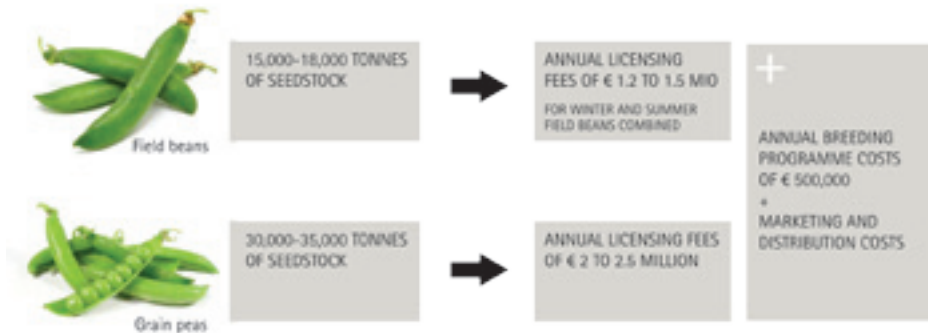 15,000-18,000 TONNES
OF SEEDSTOCK
ANNUAL LICENSING
FEES OF € 1.2 TO 1.5 MIO
FOR WINTER AND SUMMER
FIELD BEANS COMBINED
Field beans
+
ANNUAL BREEDING
PROGRAMME COSTS
OF € 500,000
+
MARKETING AND
DISTRIBUTION COSTS
30,000-35,000 TONNES
OF SEEDSTOCK
ANNUAL LICENSING FEES
OF € 2 TO 2.5 MILLION
Grain peas